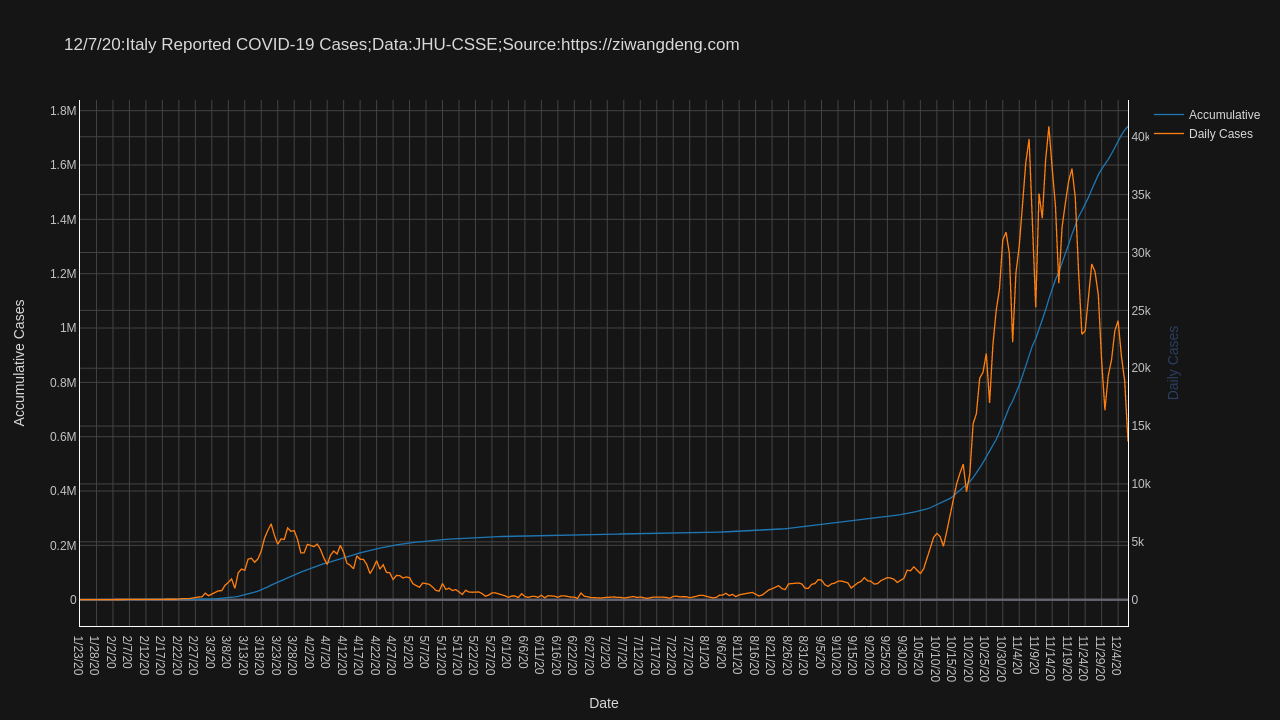 12/7/20:Italy Reported COVID-19 Cases;Data:JHU-CSSE;Source:https://ziwangdeng.com
Accumulative
Daily Cases
1.8M
1.6M
1.4M
1.2M
1M
0.8M
0.6M
0.4M
0.2M
0
40k
35k
30k
25k
20k
15k
10k
5k
0
Accumulative Cases
Daily Cases
1/23/20
1/28/20
2/2/20
2/7/20
2/12/20
2/17/20
2/22/20
2/27/20
3/3/20
3/8/20
3/13/20
3/18/20
3/23/20
3/28/20
4/2/20
4/7/20
4/12/20
4/17/20
4/22/20
4/27/20
5/2/20
5/7/20
5/12/20
5/17/20
5/22/20
5/27/20
6/1/20
6/6/20
6/11/20
6/16/20
6/22/20
6/27/20
7/2/20
7/7/20
7/12/20
7/17/20
7/22/20
7/27/20
8/1/20
8/6/20
8/11/20
8/16/20
8/21/20
8/26/20
8/31/20
9/5/20
9/10/20
9/15/20
9/20/20
9/25/20
9/30/20
10/5/20
10/10/20
10/15/20
10/20/20
10/25/20
10/30/20
11/4/20
11/9/20
11/14/20
11/19/20
11/24/20
11/29/20
12/4/20
Date